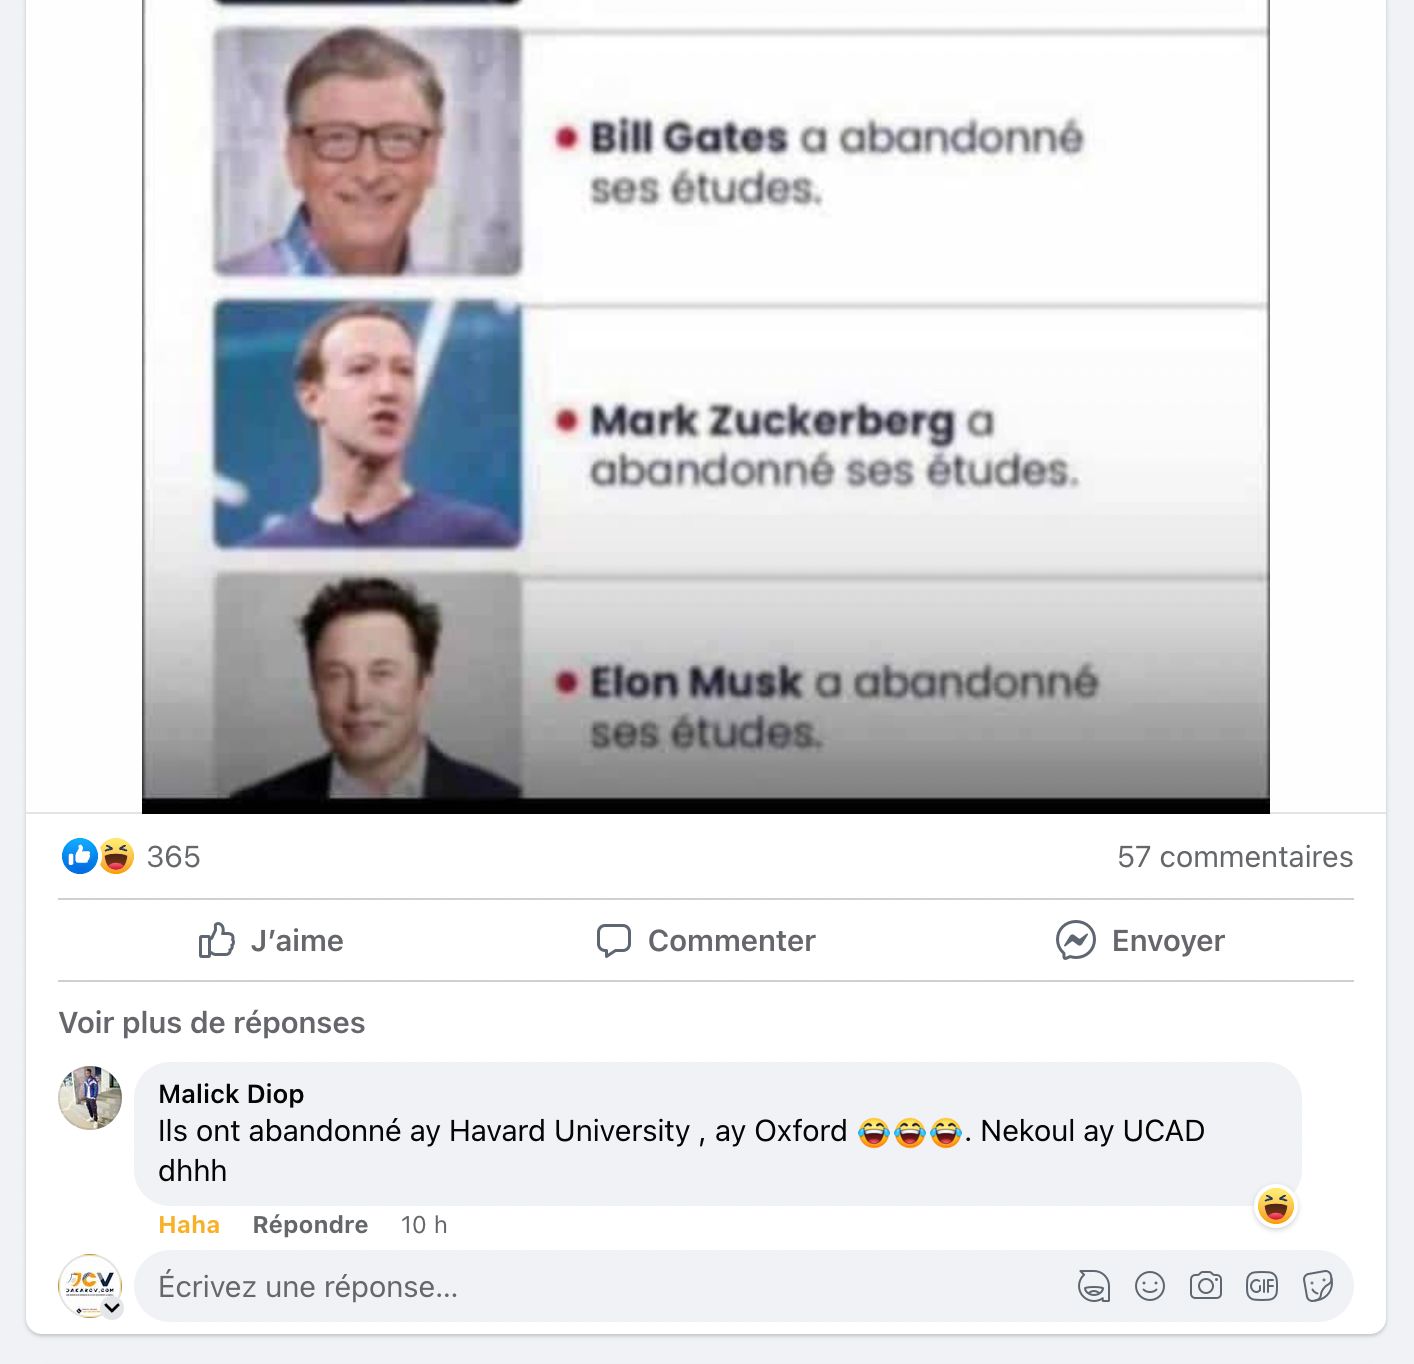 • Bill Gates a abandonné
ses études.
• Mark Zuckerberg a
abandonné ses études.
• Elon Musk a abandonné
ses études.
365
57 commentaires
J’aime
Commenter
Envoyer
Voir plus de réponses
Malick Diop
Ils ont abandonné ay Havard University , ay Oxford 😂😂😂. Nekoul ay UCAD
dhhh
Haha Répondre 10 h
JCV
DAKARCV.COM
Écrivez une réponse...
GIF